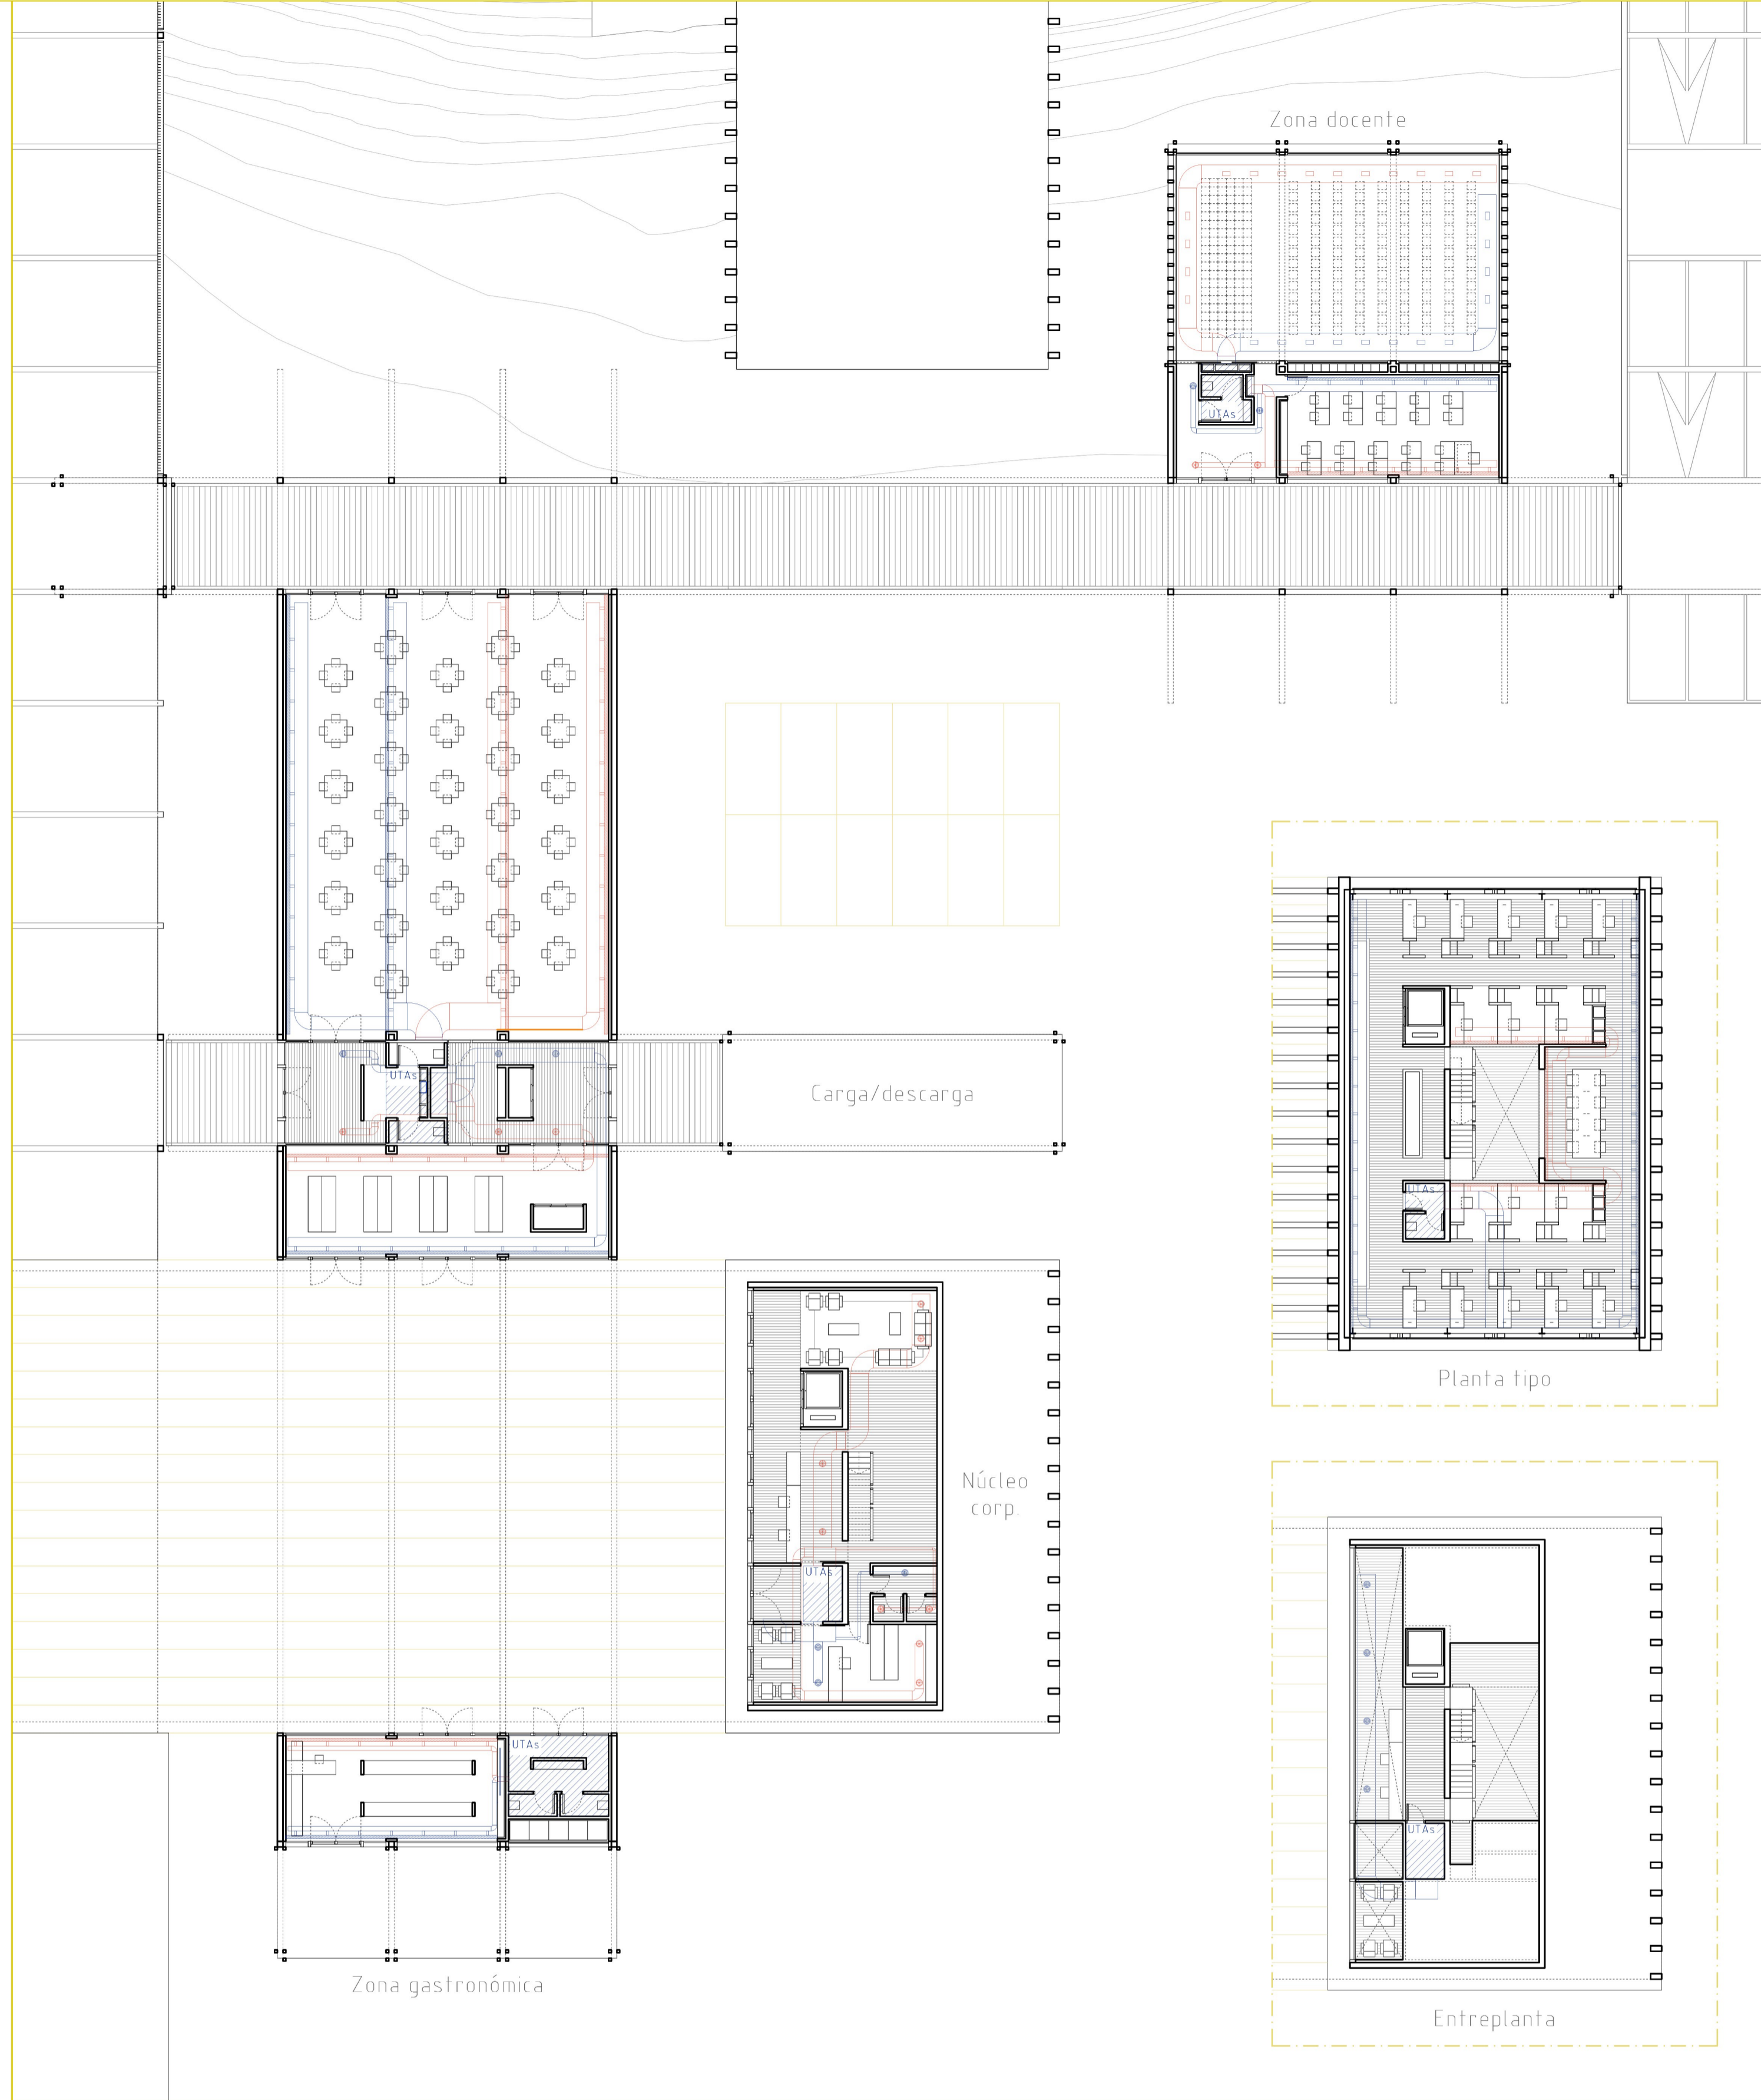 Zona docente
UTAs
UTAs
Carga/descarga
UTAs
Planta tipo
Núcleo
corp.
UTAs
UTAs
UTAs
Zona gastronómica
Entreplanta